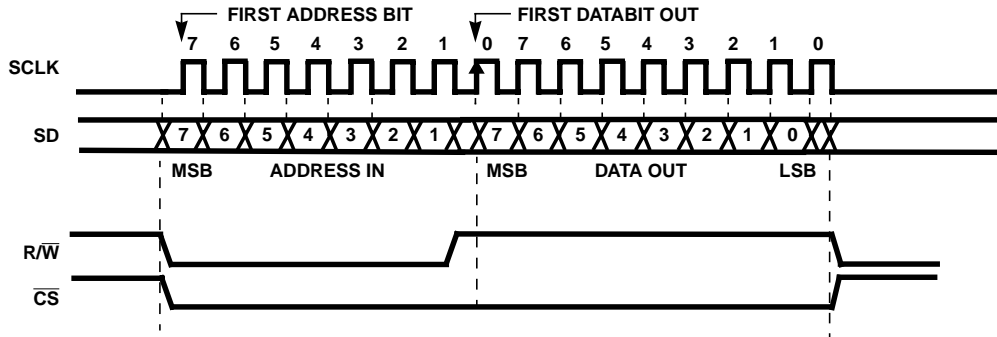 FIRST ADDRESS BIT FIRST DATABIT OUT
7 6 5 4 3 2 1 0 7 6 5 4 3 2 1 0
SCLK
SD 7 6 5 4 3 2 1 7 6 5 4 3 2 1 0
MSB ADDRESS IN MSB DATA OUT LSB
R/W̅
C̅S̅